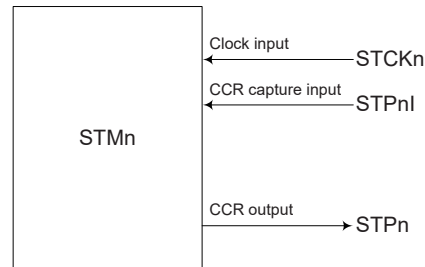 Clock input
STCKn
CCR capture input
STPnI
STMn
CCR output
STPn